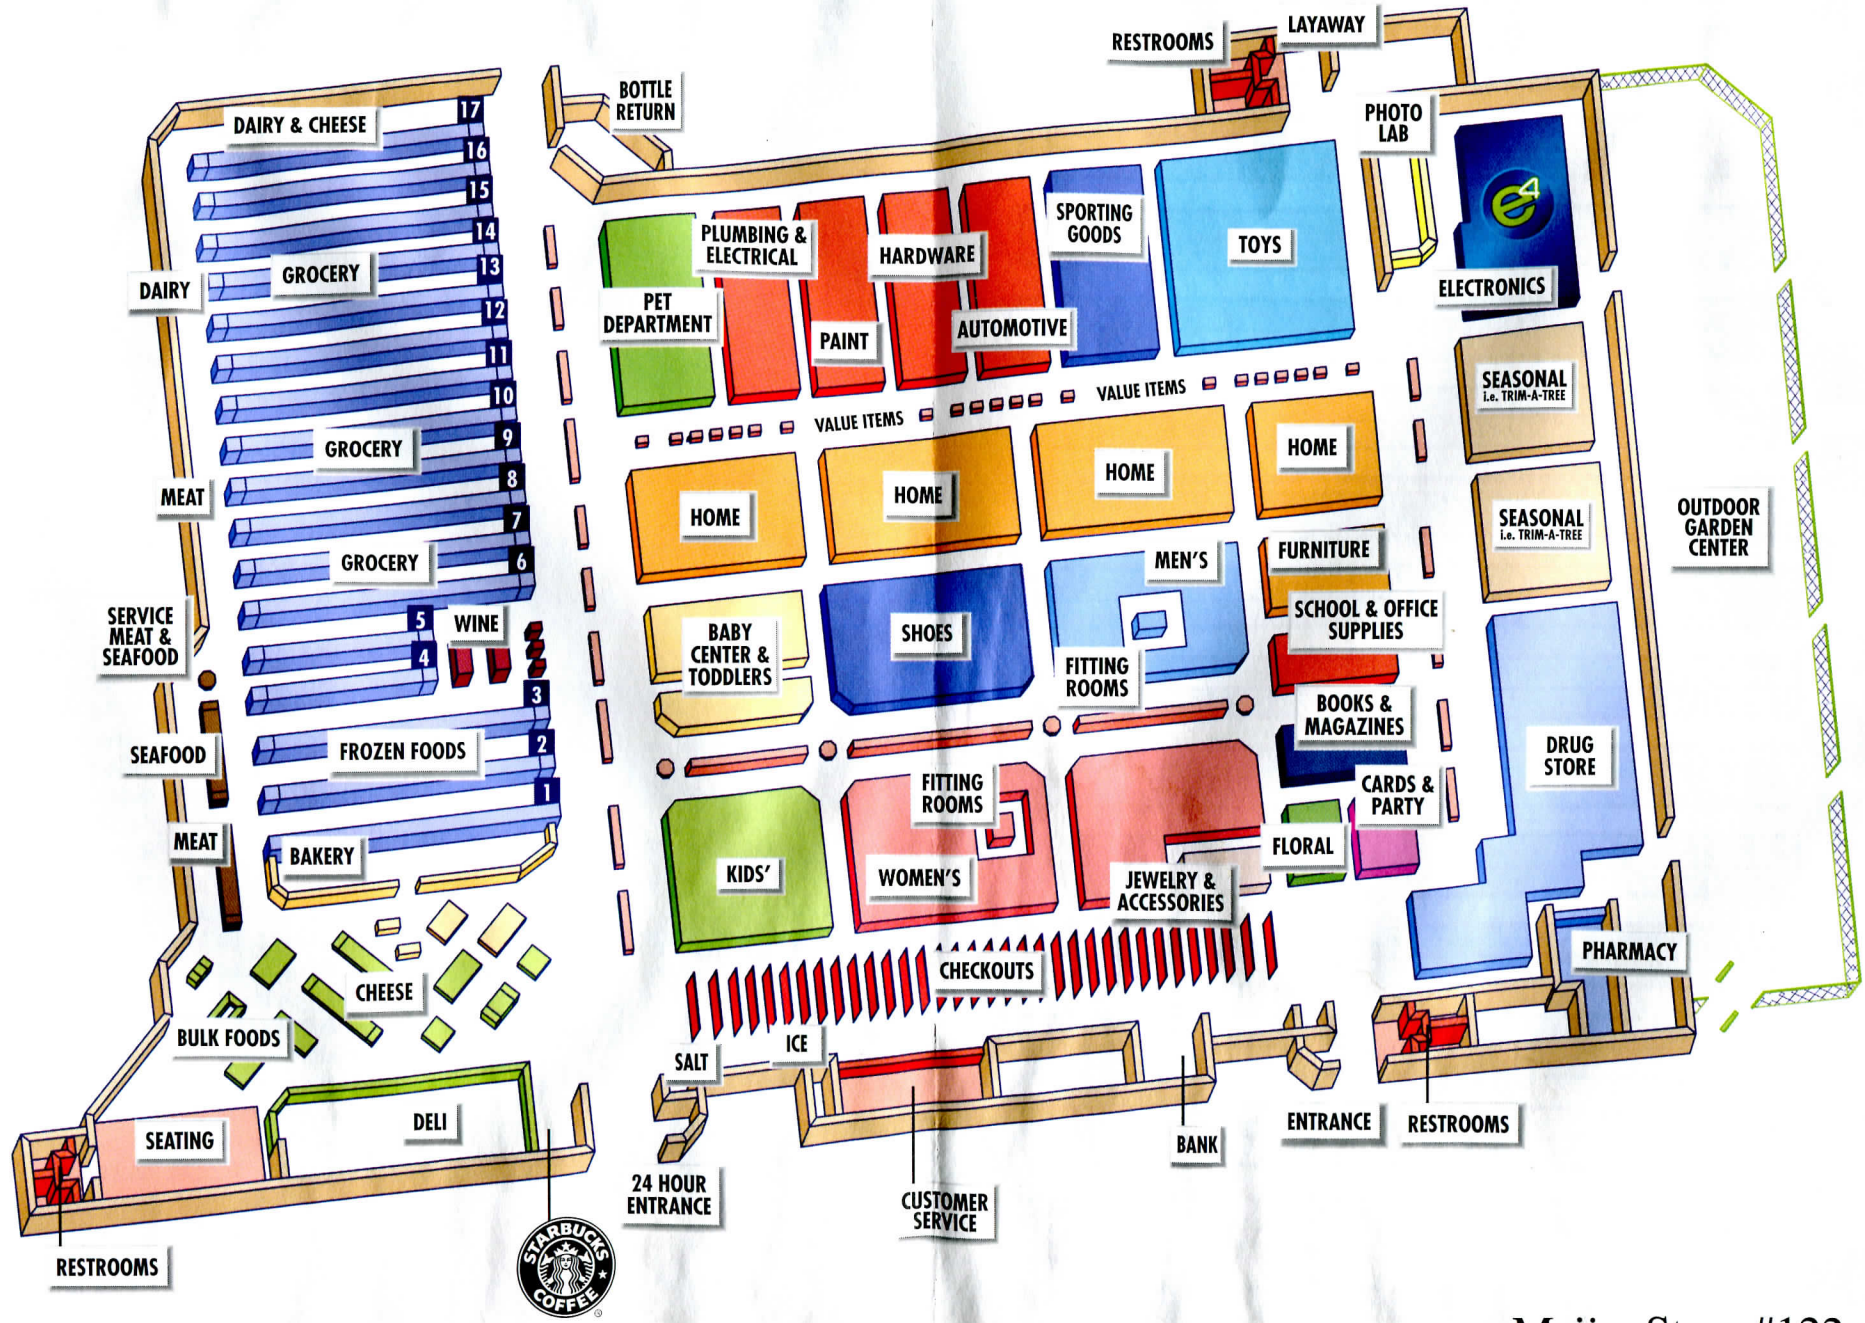 RESTROOMS
LAYAWAY
BOTTLE
RETURN
PHOTO
LAB
DAIRY & CHEESE
17
16
15
14
13
12
11
10
9
8
7
6
5
4
3
2
1
DAIRY
GROCERY
GROCERY
GROCERY
MEAT
SERVICE
MEAT &
SEAFOOD
WINE
SEAFOOD
FROZEN FOODS
MEAT
BAKERY
CHEESE
BULK FOODS
SEATING
DELI
RESTROOMS
STARBUCKS
COFFEE
PET
DEPARTMENT
PLUMBING &
ELECTRICAL
PAINT
HARDWARE
AUTOMOTIVE
SPORTING
GOODS
TOYS
e4
ELECTRONICS
VALUE ITEMS
VALUE ITEMS
HOME
HOME
HOME
HOME
SEASONAL
i.e. TRIM-A-TREE
SEASONAL
i.e. TRIM-A-TREE
OUTDOOR
GARDEN
CENTER
BABY
CENTER &
TODDLERS
SHOES
MEN'S
FITTING
ROOMS
FURNITURE
SCHOOL & OFFICE
SUPPLIES
BOOKS &
MAGAZINES
CARDS &
PARTY
FLORAL
DRUG
STORE
KIDS'
FITTING
ROOMS
WOMEN'S
JEWELRY &
ACCESSORIES
CHECKOUTS
PHARMACY
SALT
ICE
24 HOUR
ENTRANCE
CUSTOMER
SERVICE
BANK
ENTRANCE
RESTROOMS